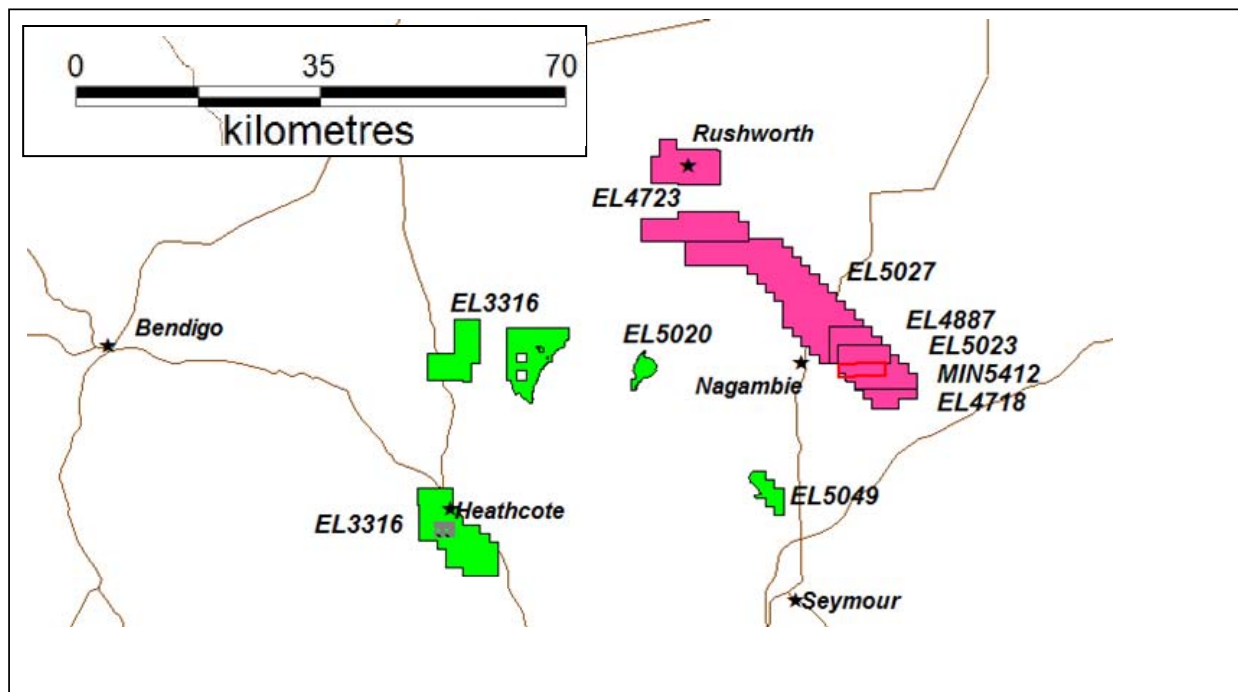 0 35 70
kilometres
Rushworth
EL4723
EL5027
EL3316
EL4887
Bendigo
EL5020
EL5023
Nagambie
MIN5412
EL4718
EL5049
EL3316
Heathcote
Seymour